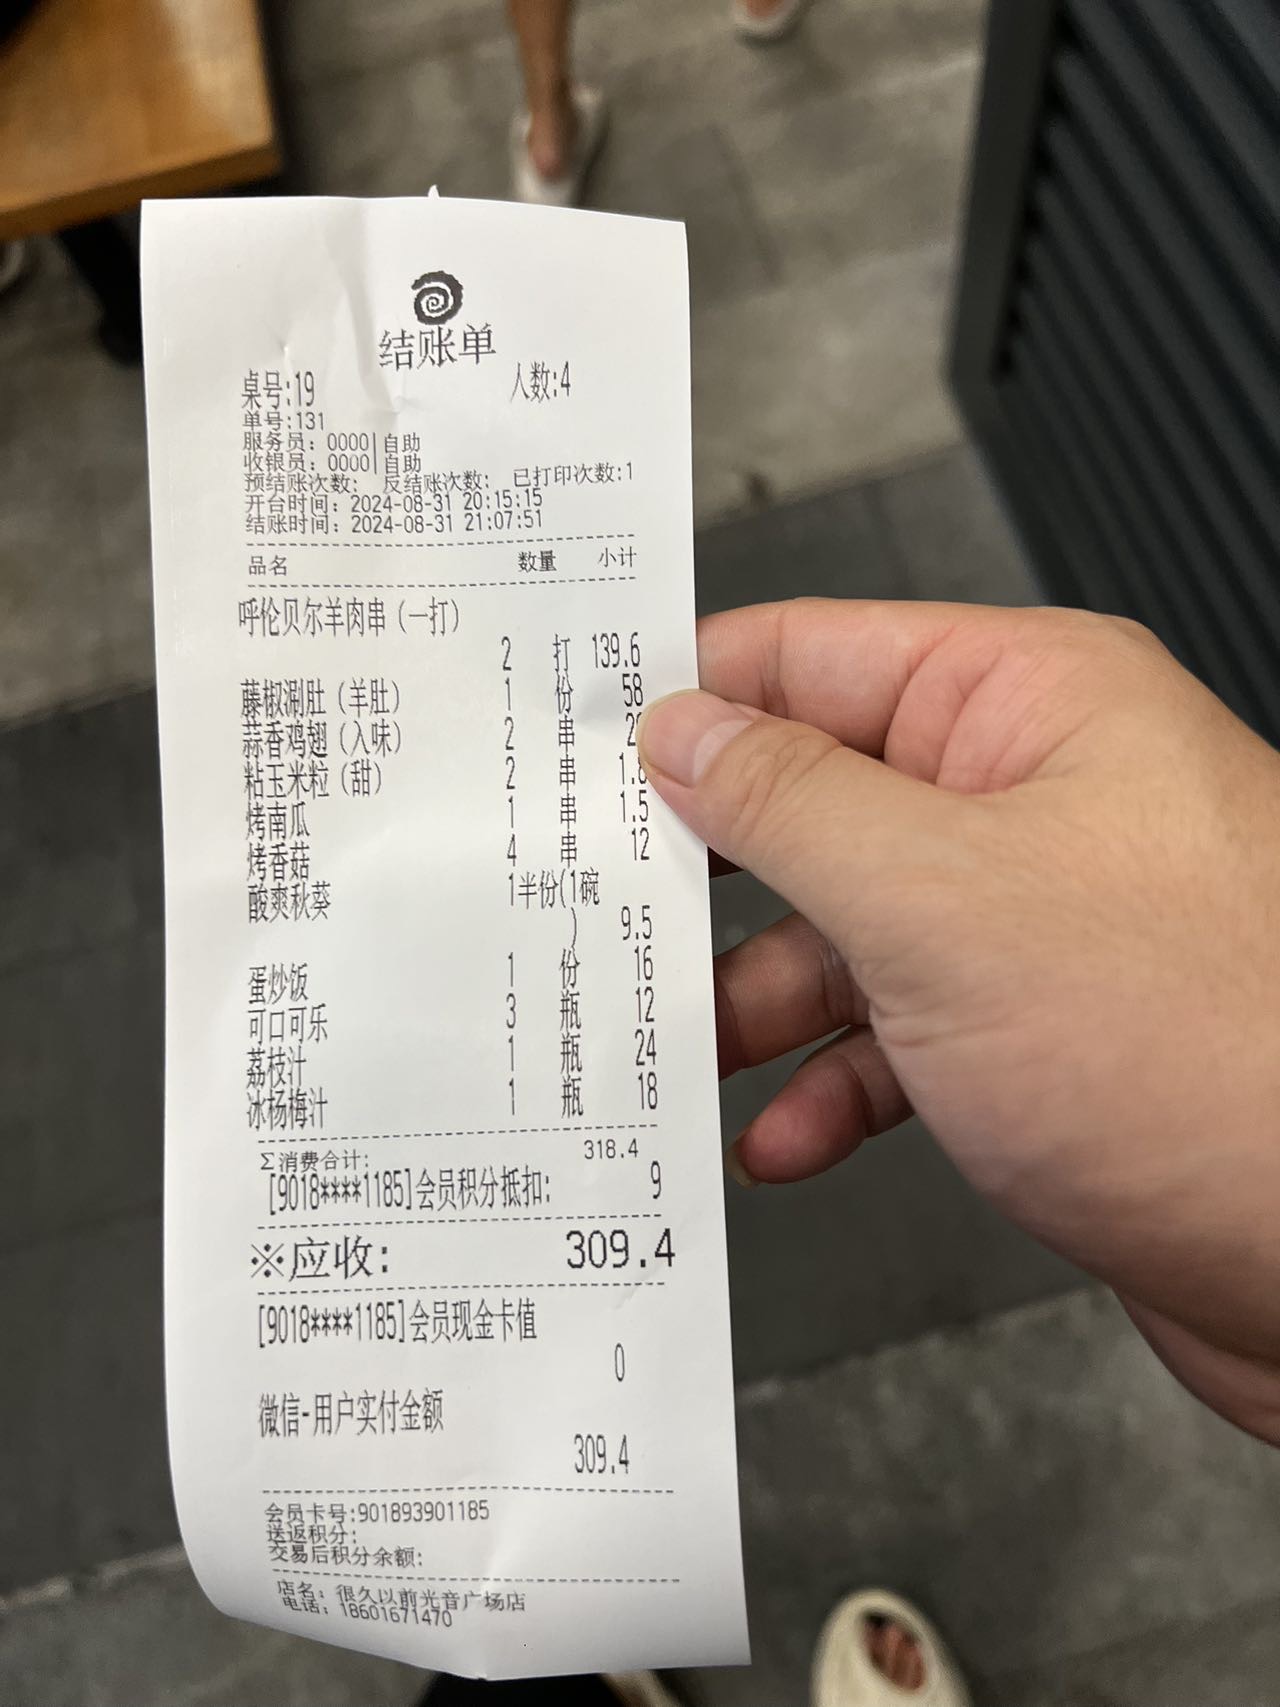 结账单
桌号:19 人数:4
单号:131
服务员: 0000|自助
收银员: 0000|自助
预结账次数: 反结账次数: 已打印次数:1
开台时间: 2024-08-31 20:15:15
结账时间: 2024-08-31 21:07:51
品名 数量 小计
呼伦贝尔羊肉串(一打)
2 打 139.6
藤椒涮肚(羊肚) 1 份 58
蒜香鸡翅(入味) 2 串
粘玉米粒(甜) 2 串
烤南瓜 1 串 1.5
烤香菇 4 串 12
酸爽秋葵 1半份(1碗
) 9.5
蛋炒饭 1 份 16
可口可乐 3 瓶 12
荔枝汁 1 瓶 24
冰杨梅汁 1 瓶 18
Σ消费合计: 318.4
[9018****1185]会员积分抵扣: 9
※应收: 309.4
[9018****1185]会员现金卡值
0
微信-用户实付金额
309.4
会员卡号:901893901185
送返积分:
交易后积分余额:
店名: 很久以前光音广场店
电话: 18601671470